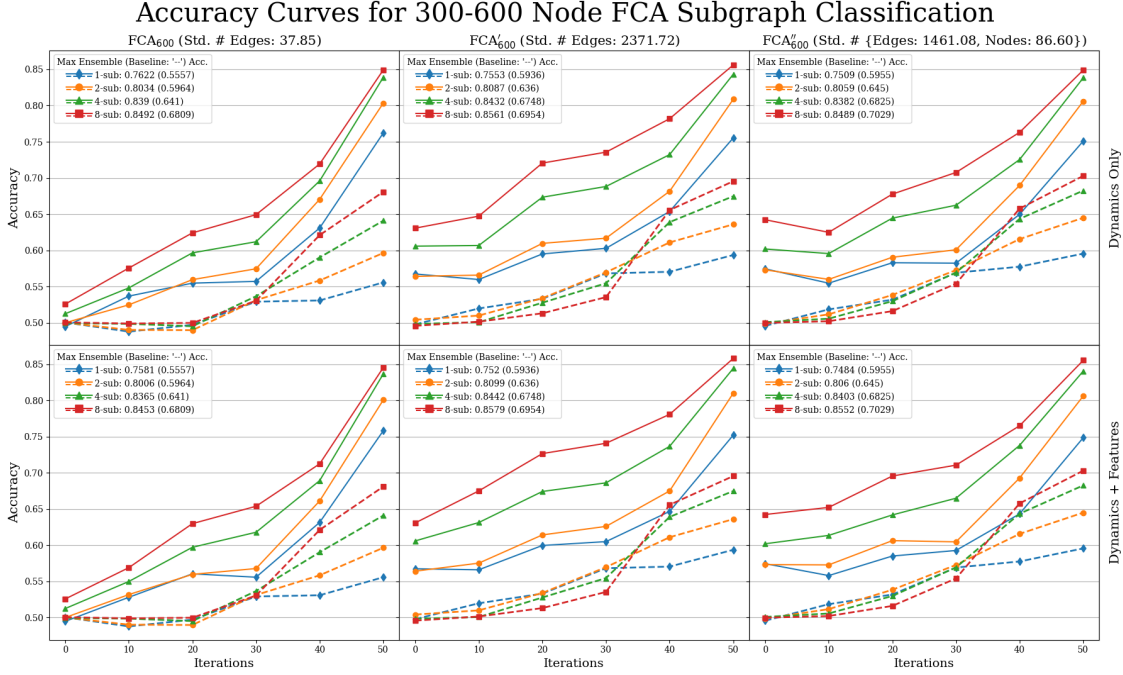 Accuracy Curves for 300-600 Node FCA Subgraph Classification
FCA₆₀₀ (Std. # Edges: 37.85)
FCA′₆₀₀ (Std. # Edges: 2371.72)
FCA″₆₀₀ (Std. # {Edges: 1461.08, Nodes: 86.60})
Max Ensemble (Baseline: '--') Acc.
1-sub: 0.7622 (0.5557)
2-sub: 0.8034 (0.5964)
4-sub: 0.839 (0.641)
8-sub: 0.8492 (0.6809)
Max Ensemble (Baseline: '--') Acc.
1-sub: 0.7553 (0.5936)
2-sub: 0.8087 (0.636)
4-sub: 0.8432 (0.6748)
8-sub: 0.8561 (0.6954)
Max Ensemble (Baseline: '--') Acc.
1-sub: 0.7509 (0.5955)
2-sub: 0.8059 (0.645)
4-sub: 0.8382 (0.6825)
8-sub: 0.8489 (0.7029)
0.85
0.80
0.75
0.70
0.65
0.60
0.55
0.50
Accuracy
Dynamics Only
Max Ensemble (Baseline: '--') Acc.
1-sub: 0.7581 (0.5557)
2-sub: 0.8006 (0.5964)
4-sub: 0.8365 (0.641)
8-sub: 0.8453 (0.6809)
Max Ensemble (Baseline: '--') Acc.
1-sub: 0.752 (0.5936)
2-sub: 0.8099 (0.636)
4-sub: 0.8442 (0.6748)
8-sub: 0.8579 (0.6954)
Max Ensemble (Baseline: '--') Acc.
1-sub: 0.7484 (0.5955)
2-sub: 0.806 (0.645)
4-sub: 0.8403 (0.6825)
8-sub: 0.8552 (0.7029)
0.85
0.80
0.75
0.70
0.65
0.60
0.55
0.50
Accuracy
Dynamics + Features
0 10 20 30 40 50
0 10 20 30 40 50
0 10 20 30 40 50
Iterations
Iterations
Iterations